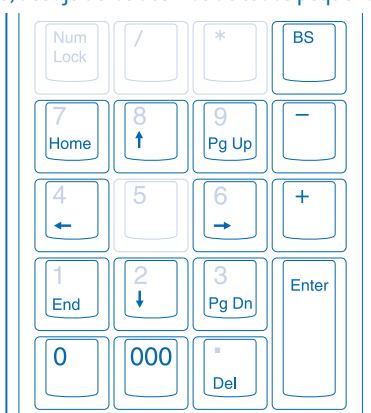 Num Lock / * BS
7 Home 8 ↑ 9 Pg Up −
4 ← 5 6 → +
1 End 2 ↓ 3 Pg Dn Enter
0 000 . Del